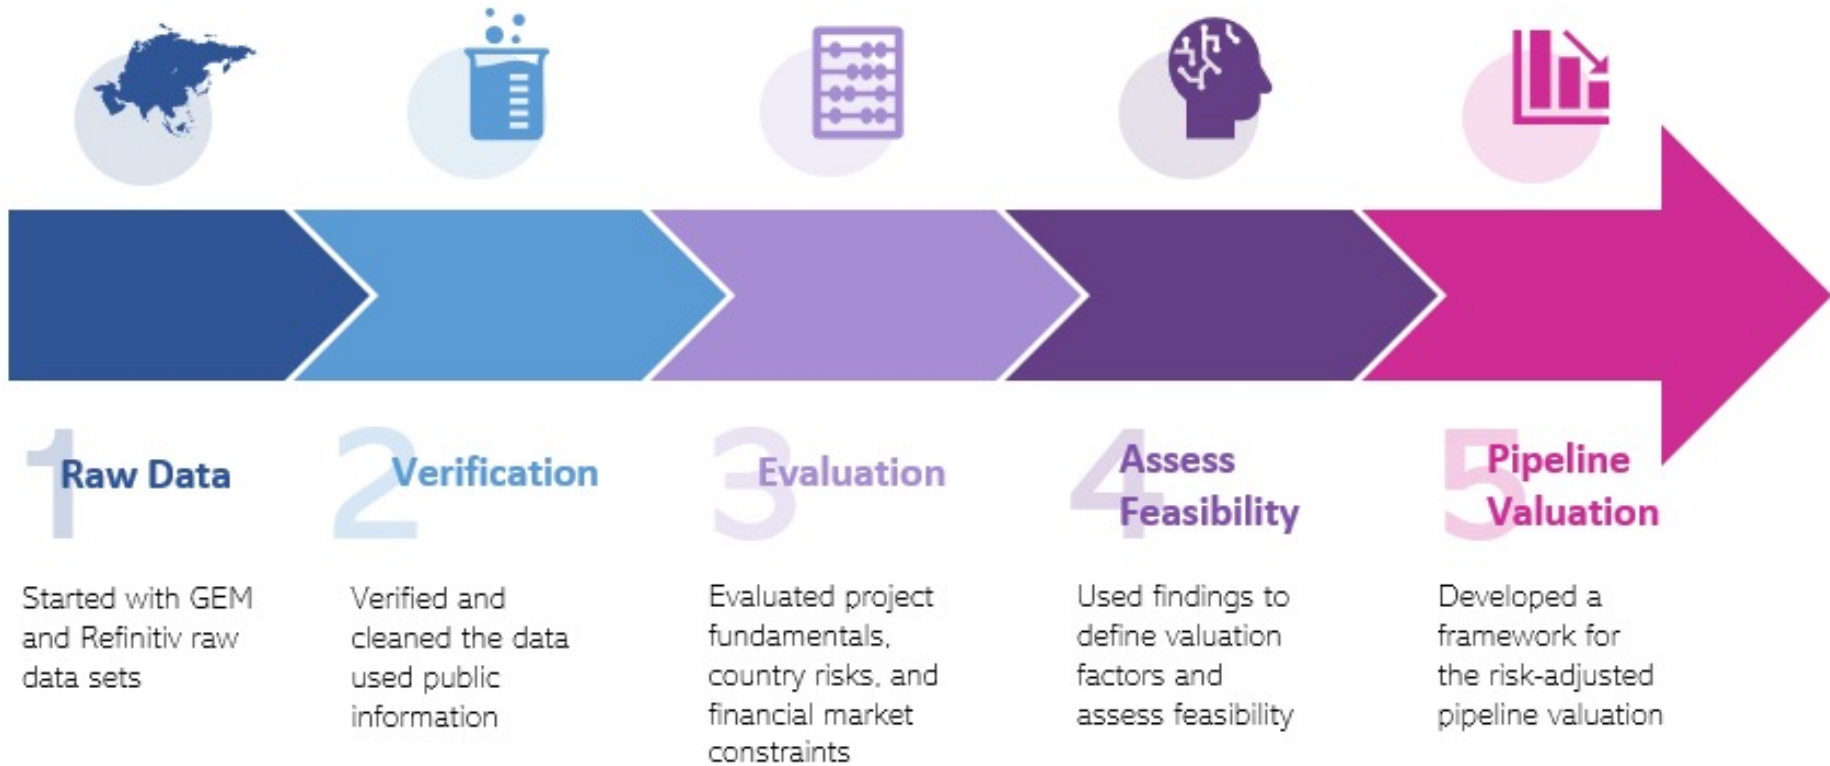 1
Raw Data
Started with GEM
and Refinitiv raw
data sets
2
Verification
Verified and
cleaned the data
used public
information
3
Evaluation
Evaluated project
fundamentals,
country risks, and
financial market
constraints
4
Assess
Feasibility
Used findings to
define valuation
factors and
assess feasibility
5
Pipeline
Valuation
Developed a
framework for
the risk-adjusted
pipeline valuation